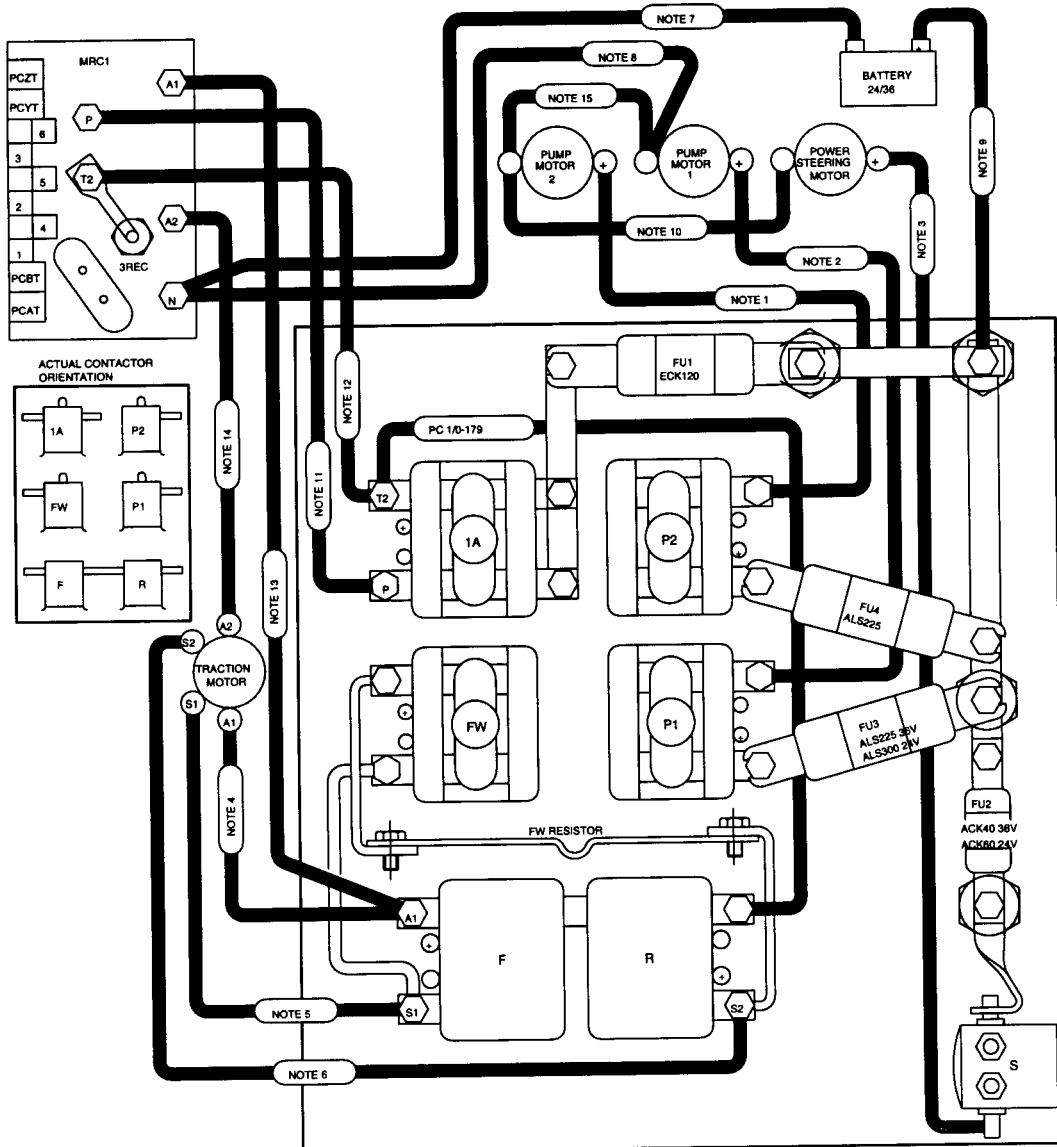 NOTE 7
MRC1
A1
NOTE 8
+
BATTERY
24/36
PCZT
PCYT
P
NOTE 15
6
3
5
T2
PUMP
MOTOR
2
+
PUMP
MOTOR
1
+
POWER
STEERING
MOTOR
+
NOTE 9
2
4
A2
NOTE 10
NOTE 3
1
3REC
NOTE 2
PCBT
N
NOTE 1
PCAT
ACTUAL CONTACTOR
ORIENTATION
FU1
ECK120
1A
P2
NOTE 14
NOTE 12
PC 1/0-179
NOTE 11
T2
FW
P1
+
1A
P2
+
F
R
P
NOTE 13
FU4
ALS225
S2
A2
TRACTION
MOTOR
S1
A1
+
FW
P1
+
FU3
ALS225 36V
ALS300 24V
NOTE 4
FU2
ACK40 36V
ACK80 24V
FW RESISTOR
A1
+
F
R
+
S1
S2
NOTE 5
NOTE 6
S